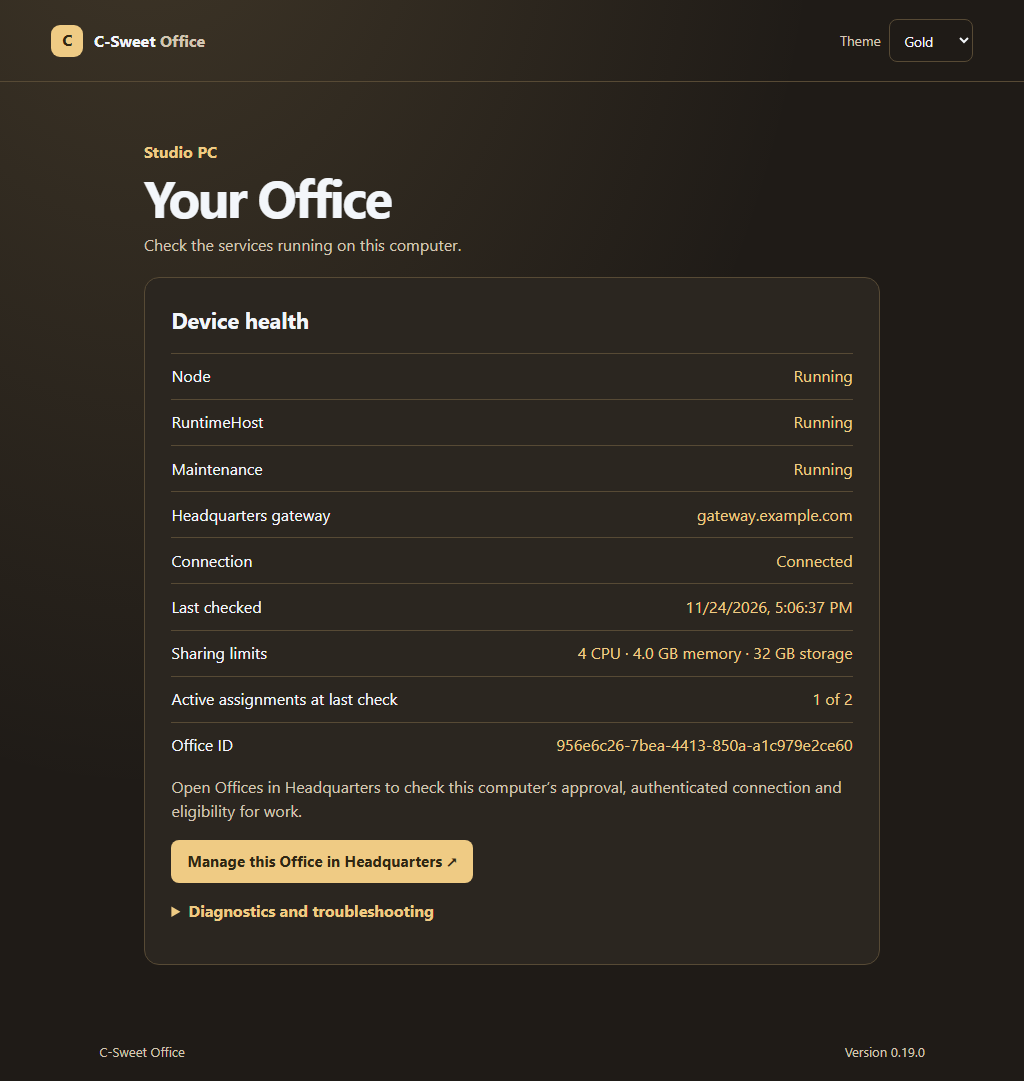 C
C-Sweet Office
Theme
Gold
Studio PC
Your Office
Check the services running on this computer.
Device health
Node Running
RuntimeHost Running
Maintenance Running
Headquarters gateway gateway.example.com
Connection Connected
Last checked 11/24/2026, 5:06:37 PM
Sharing limits 4 CPU · 4.0 GB memory · 32 GB storage
Active assignments at last check 1 of 2
Office ID 956e6c26-7bea-4413-850a-a1c979e2ce60
Open Offices in Headquarters to check this computer’s approval, authenticated connection and
eligibility for work.
Manage this Office in Headquarters ↗
Diagnostics and troubleshooting
C-Sweet Office
Version 0.19.0